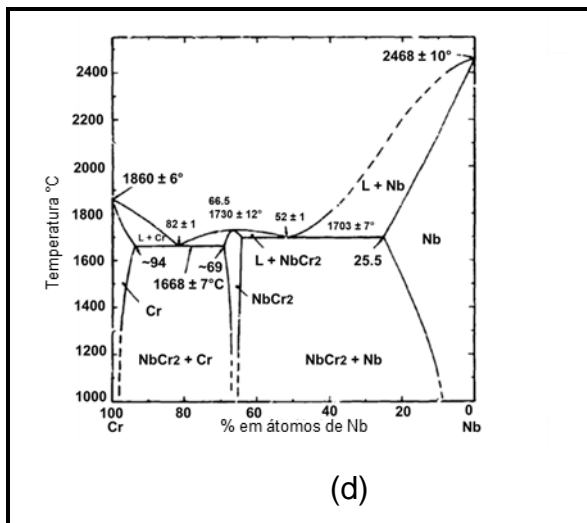 2468 ± 10°
2400
2200
2000
1800
1600
1400
1200
1000
Temperatura °C
1860 ± 6°
66.5
1730 ± 12°
82 ± 1
52 ± 1
1703 ± 7°
L + Nb
Nb
L + Cr
~94
~69
1668 ± 7°C
L + NbCr2
25.5
NbCr2
Cr
NbCr2 + Cr
NbCr2 + Nb
100
80
60
40
20
0
Cr
% em átomos de Nb
Nb
(d)